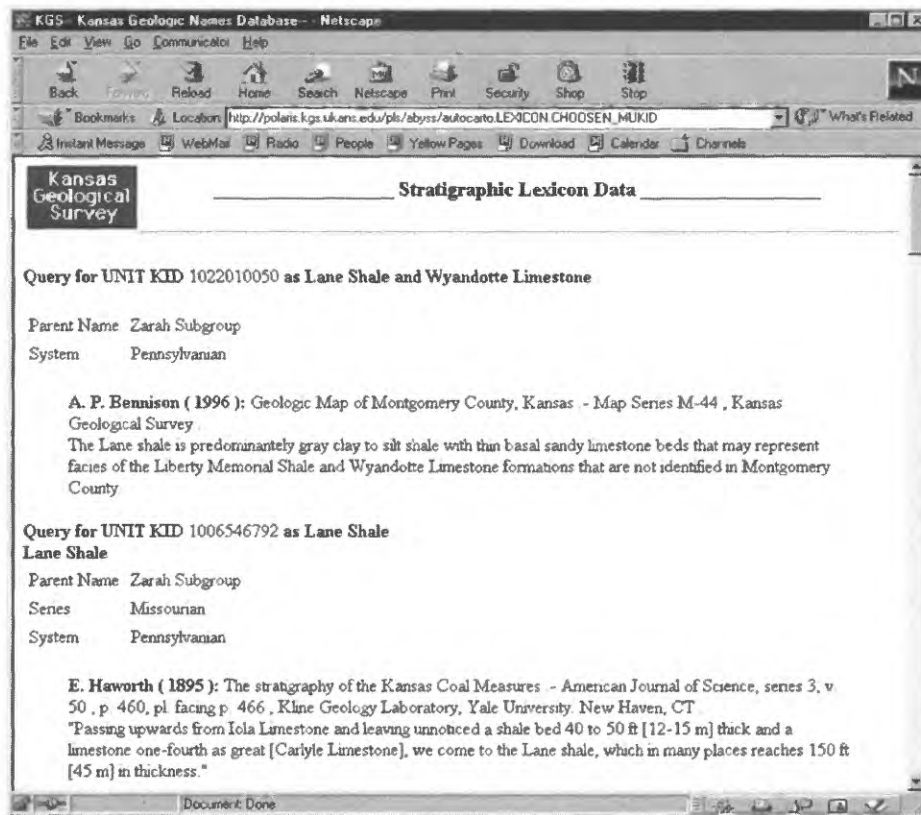 KGS - Kansas Geologic Names Database - - Netscape
File Edit View Go Communicator Help
Back Forward Reload Home Search Netscape Print Security Shop Stop
Bookmarks Location http://polaris.kgs.ukans.edu/pls/abyss/autocarto.LEXICON.CHOOSEN_MUKID What's Related
Instant Message WebMail Radio People Yellow Pages Download Calendar Channels
Kansas
Geological
Survey
Stratigraphic Lexicon Data
Query for UNIT KID 1022010050 as Lane Shale and Wyandotte Limestone
Parent Name Zarah Subgroup
System Pennsylvanian
A. P. Bennison ( 1996 ): Geologic Map of Montgomery County, Kansas .- Map Series M-44 , Kansas
Geological Survey
The Lane shale is predominantely gray clay to silt shale with thin basal sandy limestone beds that may represent
facies of the Liberty Memorial Shale and Wyandotte Limestone formations that are not identified in Montgomery
County
Query for UNIT KID 1006546792 as Lane Shale
Lane Shale
Parent Name Zarah Subgroup
Series Missourian
System Pennsylvanian
E. Haworth ( 1895 ): The stratigraphy of the Kansas Coal Measures .- American Journal of Science, series 3, v.
50 , p. 460, pl. facing p. 466 , Kline Geology Laboratory, Yale University. New Haven, CT
"Passing upwards from Iola Limestone and leaving unnoticed a shale bed 40 to 50 ft [12-15 m] thick and a
limestone one-fourth as great [Carlyle Limestone], we come to the Lane shale, which in many places reaches 150 ft
[45 m] in thickness."
Document: Done